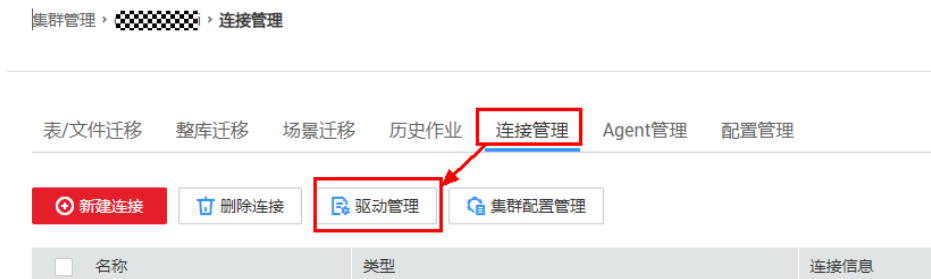 集群管理 › › 连接管理
表/文件迁移 整库迁移 场景迁移 历史作业 连接管理 Agent管理 配置管理
新建连接 删除连接 驱动管理 集群配置管理
名称 类型 连接信息